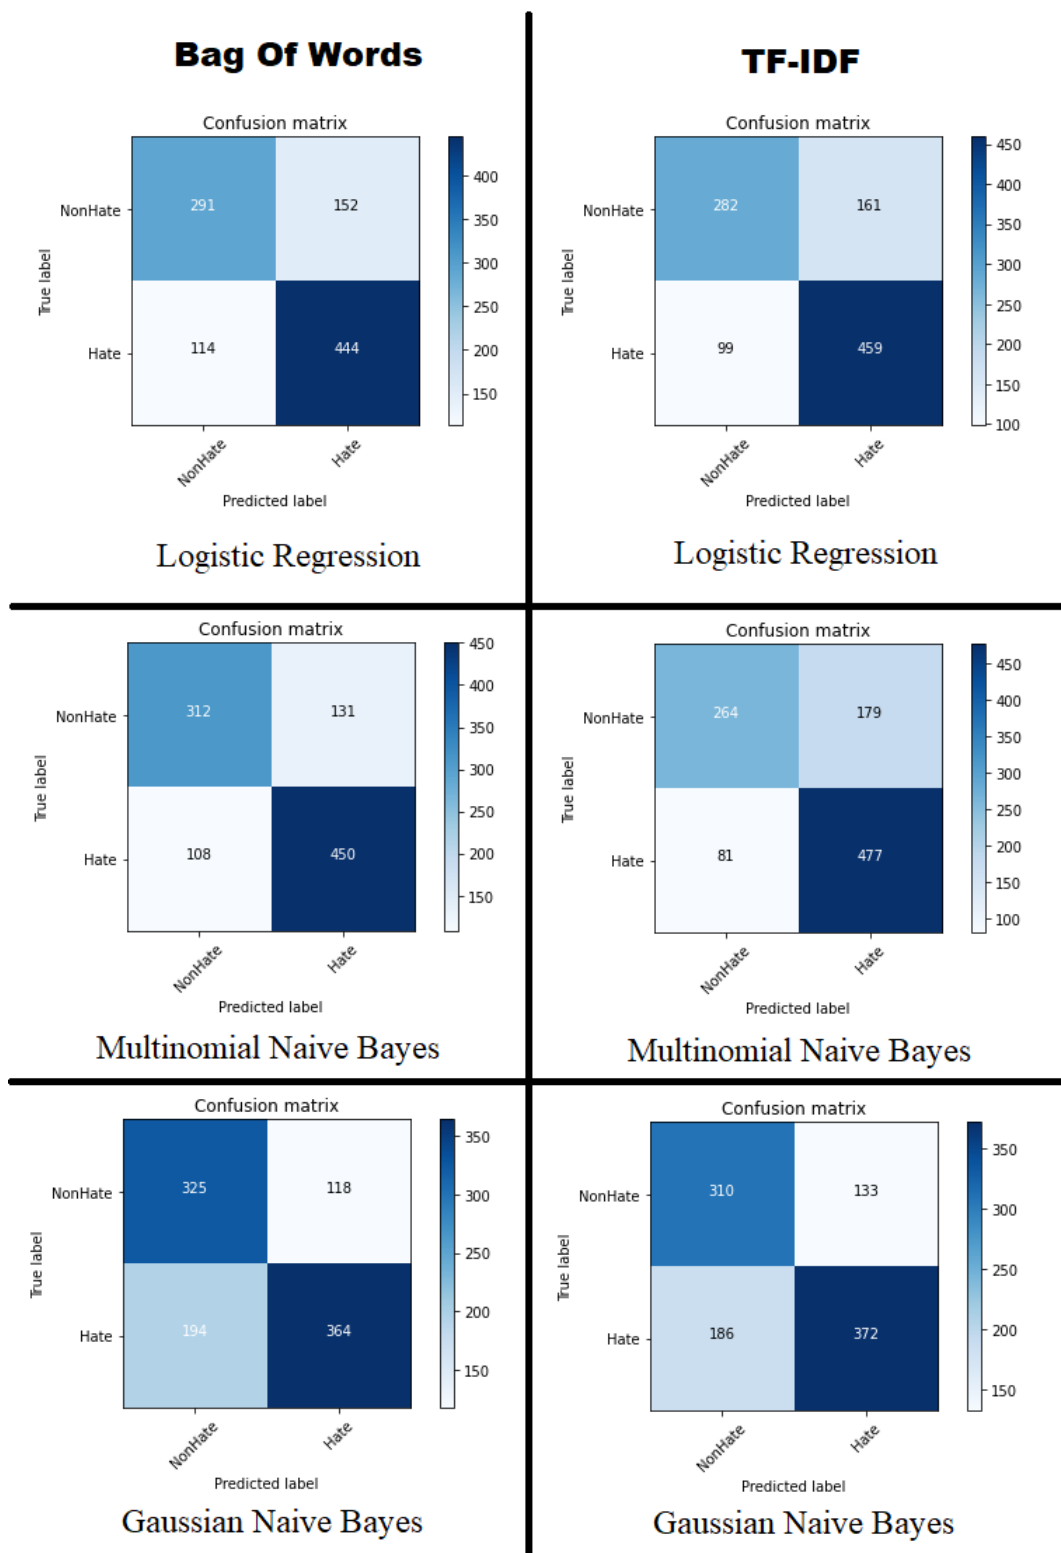 Bag Of Words
TF-IDF
Confusion matrix
NonHate
Hate
True label
291 152
114 444
400
350
300
250
200
150
NonHate Hate
Predicted label
Logistic Regression
Confusion matrix
NonHate
Hate
True label
282 161
99 459
450
400
350
300
250
200
150
100
NonHate Hate
Predicted label
Logistic Regression
Confusion matrix
NonHate
Hate
True label
312 131
108 450
450
400
350
300
250
200
150
NonHate Hate
Predicted label
Multinomial Naive Bayes
Confusion matrix
NonHate
Hate
True label
264 179
81 477
450
400
350
300
250
200
150
100
NonHate Hate
Predicted label
Multinomial Naive Bayes
Confusion matrix
NonHate
Hate
True label
325 118
194 364
350
300
250
200
150
NonHate Hate
Predicted label
Gaussian Naive Bayes
Confusion matrix
NonHate
Hate
True label
310 133
186 372
350
300
250
200
150
NonHate Hate
Predicted label
Gaussian Naive Bayes